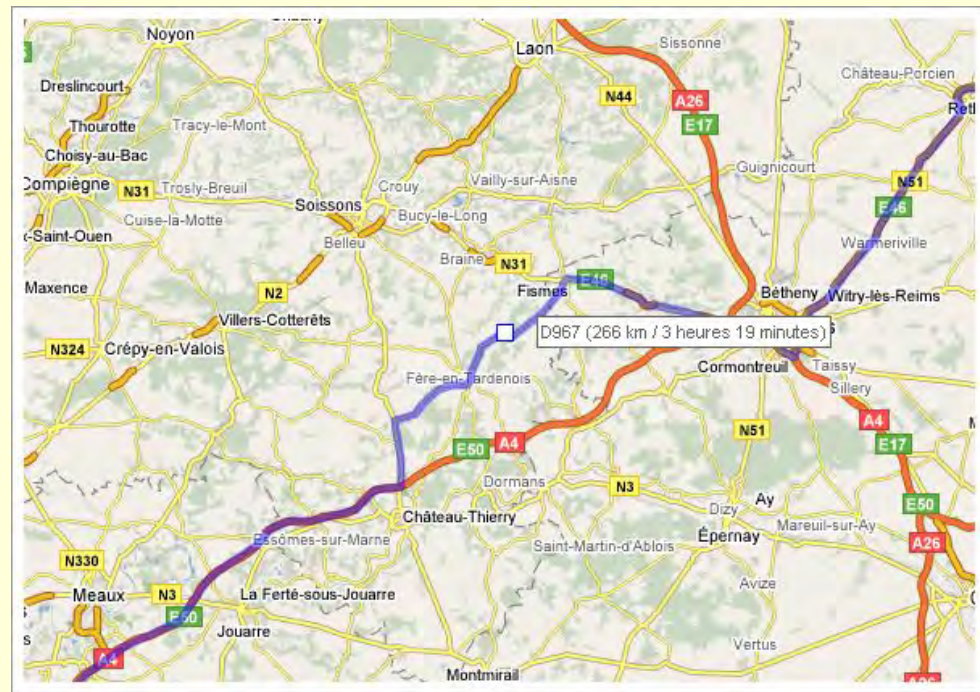 Noyon
Laon
Sissonne
Château-Porcien
Dreslincourt
N44
A26
E17
Reth
Thourotte
Tracy-le-Mont
Choisy-au-Bac
Guignicourt
Compiègne
N31
Trosly-Breuil
Crouy
Vailly-sur-Aisne
N51
Soissons
Bucy-le-Long
E46
Cuise-la-Motte
x-Saint-Ouen
Belleu
Braine
N31
Warmeriville
Maxence
N2
Fismes
E46
Bétheny
Witry-lès-Reims
Villers-Cotterêts
D967 (266 km / 3 heures 19 minutes)
s
N324
Crépy-en-Valois
Cormontreuil
Taissy
Fère-en-Tardenois
Sillery
A4
E17
N51
E50
A4
Dormans
N3
Ay
E50
Dizy
Mareuil-sur-Ay
Château-Thierry
Épernay
Essômes-sur-Marne
Saint-Martin-d'Ablois
A26
N330
Avize
Meaux
N3
La Ferté-sous-Jouarre
E50
Jouarre
s
Vertus
A4
Montmirail
A26